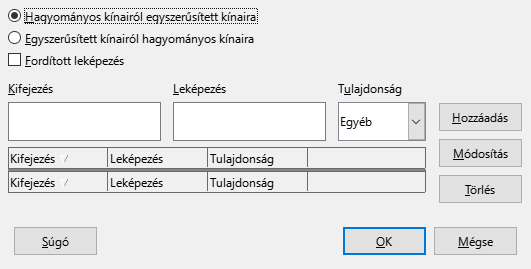 Hagyományos kínairól egyszerűsített kínaira
Egyszerűsített kínairól hagyományos kínaira
Fordított leképezés
Kifejezés Leképezés Tulajdonság
Egyéb
Hozzáadás
Módosítás
Törlés
Kifejezés Leképezés Tulajdonság
Kifejezés Leképezés Tulajdonság
Súgó OK Mégse